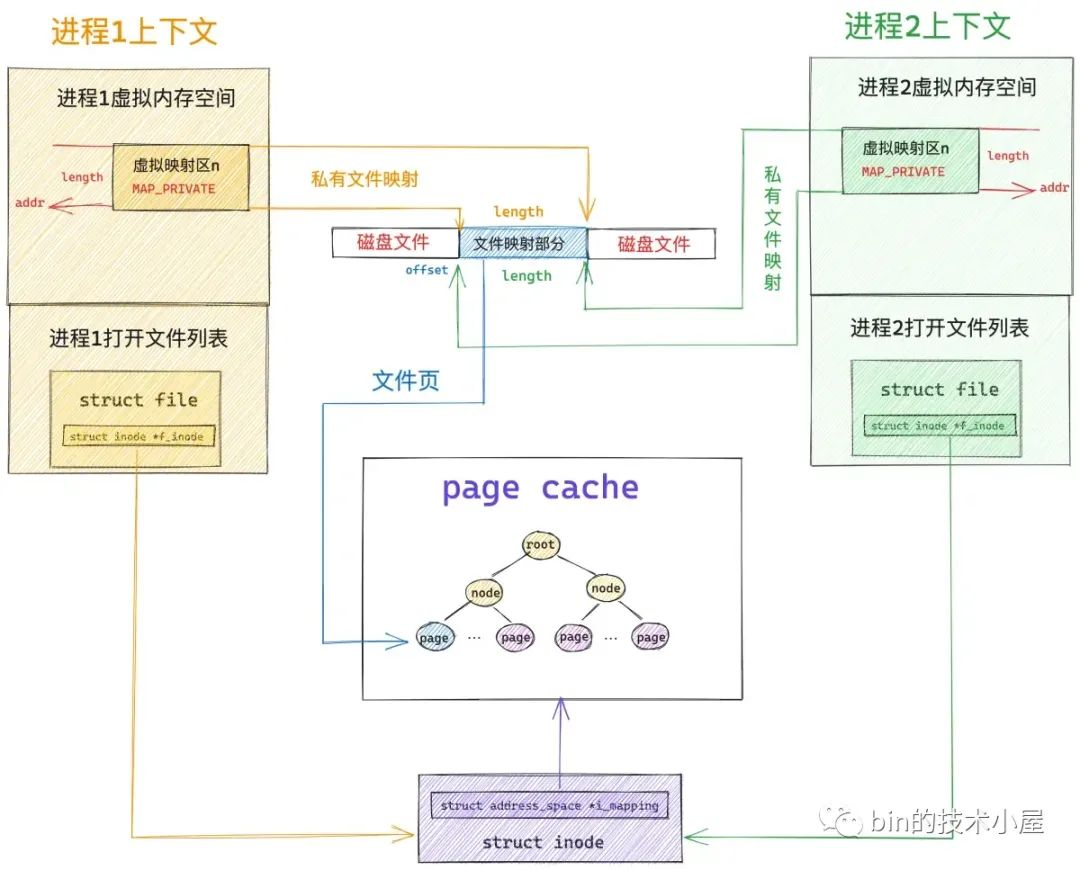 进程1上下文
进程2上下文
进程1虚拟内存空间
虚拟映射区n
MAP_PRIVATE
length
addr
私有文件映射
进程2虚拟内存空间
虚拟映射区n
MAP_PRIVATE
length
addr
私有文件映射
length
磁盘文件
文件映射部分
磁盘文件
offset
length
进程1打开文件列表
struct file
struct inode *f_inode
进程2打开文件列表
struct file
struct inode *f_inode
文件页
page cache
root
node
node
page
...
page
page
...
page
struct address_space *i_mapping
struct inode
bin的技术小屋